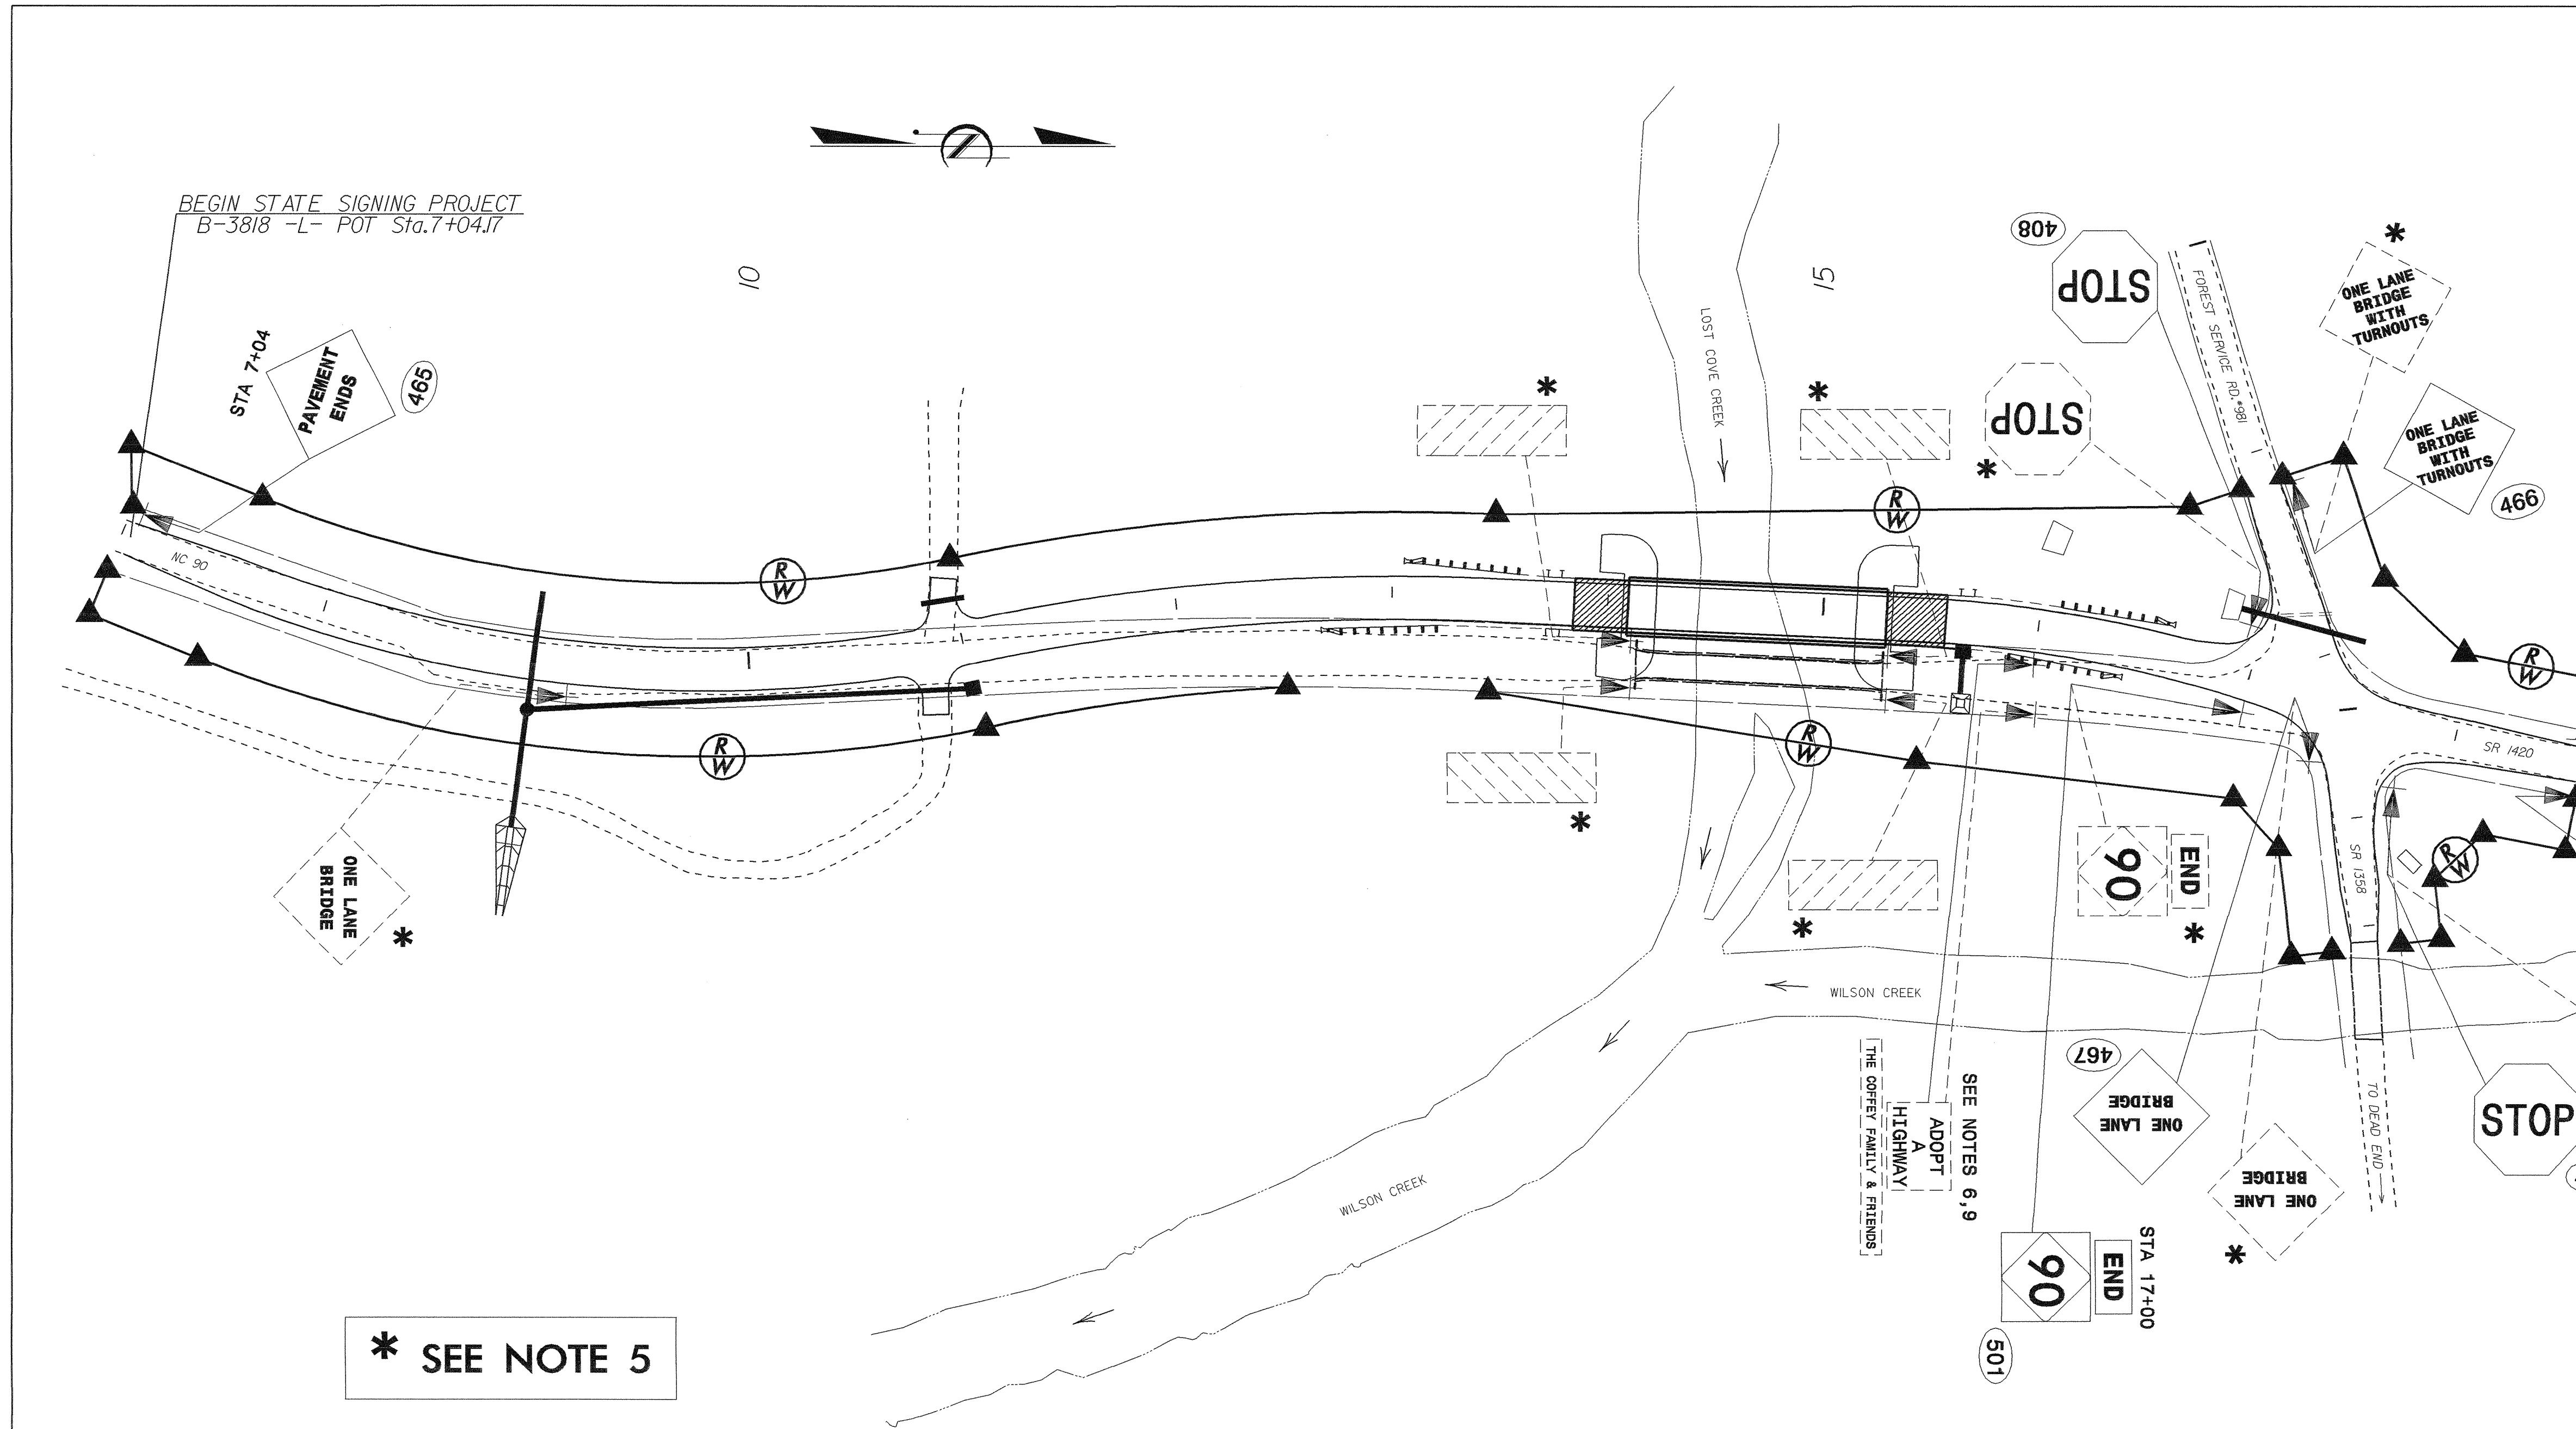 BEGIN STATE SIGNING PROJECT
B-3818 -L- POT Sta.7+04.17
10
15
STA 7+04
PAVEMENT
ENDS
465
NC 90
R
W
R
W
R
W
R
W
LOST COVE CREEK
*
*
408
STOP
STOP
*
FOREST SERVICE RD.#981
*
ONE LANE
BRIDGE
WITH
TURNOUTS
ONE LANE
BRIDGE
WITH
TURNOUTS
466
R
W
SR 1420
SR 1358
R
W
ONE LANE
BRIDGE
*
*
*
90
END
*
WILSON CREEK
WILSON CREEK
THE COFFEY FAMILY & FRIENDS
ADOPT
A
HIGHWAY
SEE NOTES 6,9
467
ONE LANE
BRIDGE
ONE LANE
BRIDGE
*
TO DEAD END
STOP
90
END
STA 17+00
501
* SEE NOTE 5